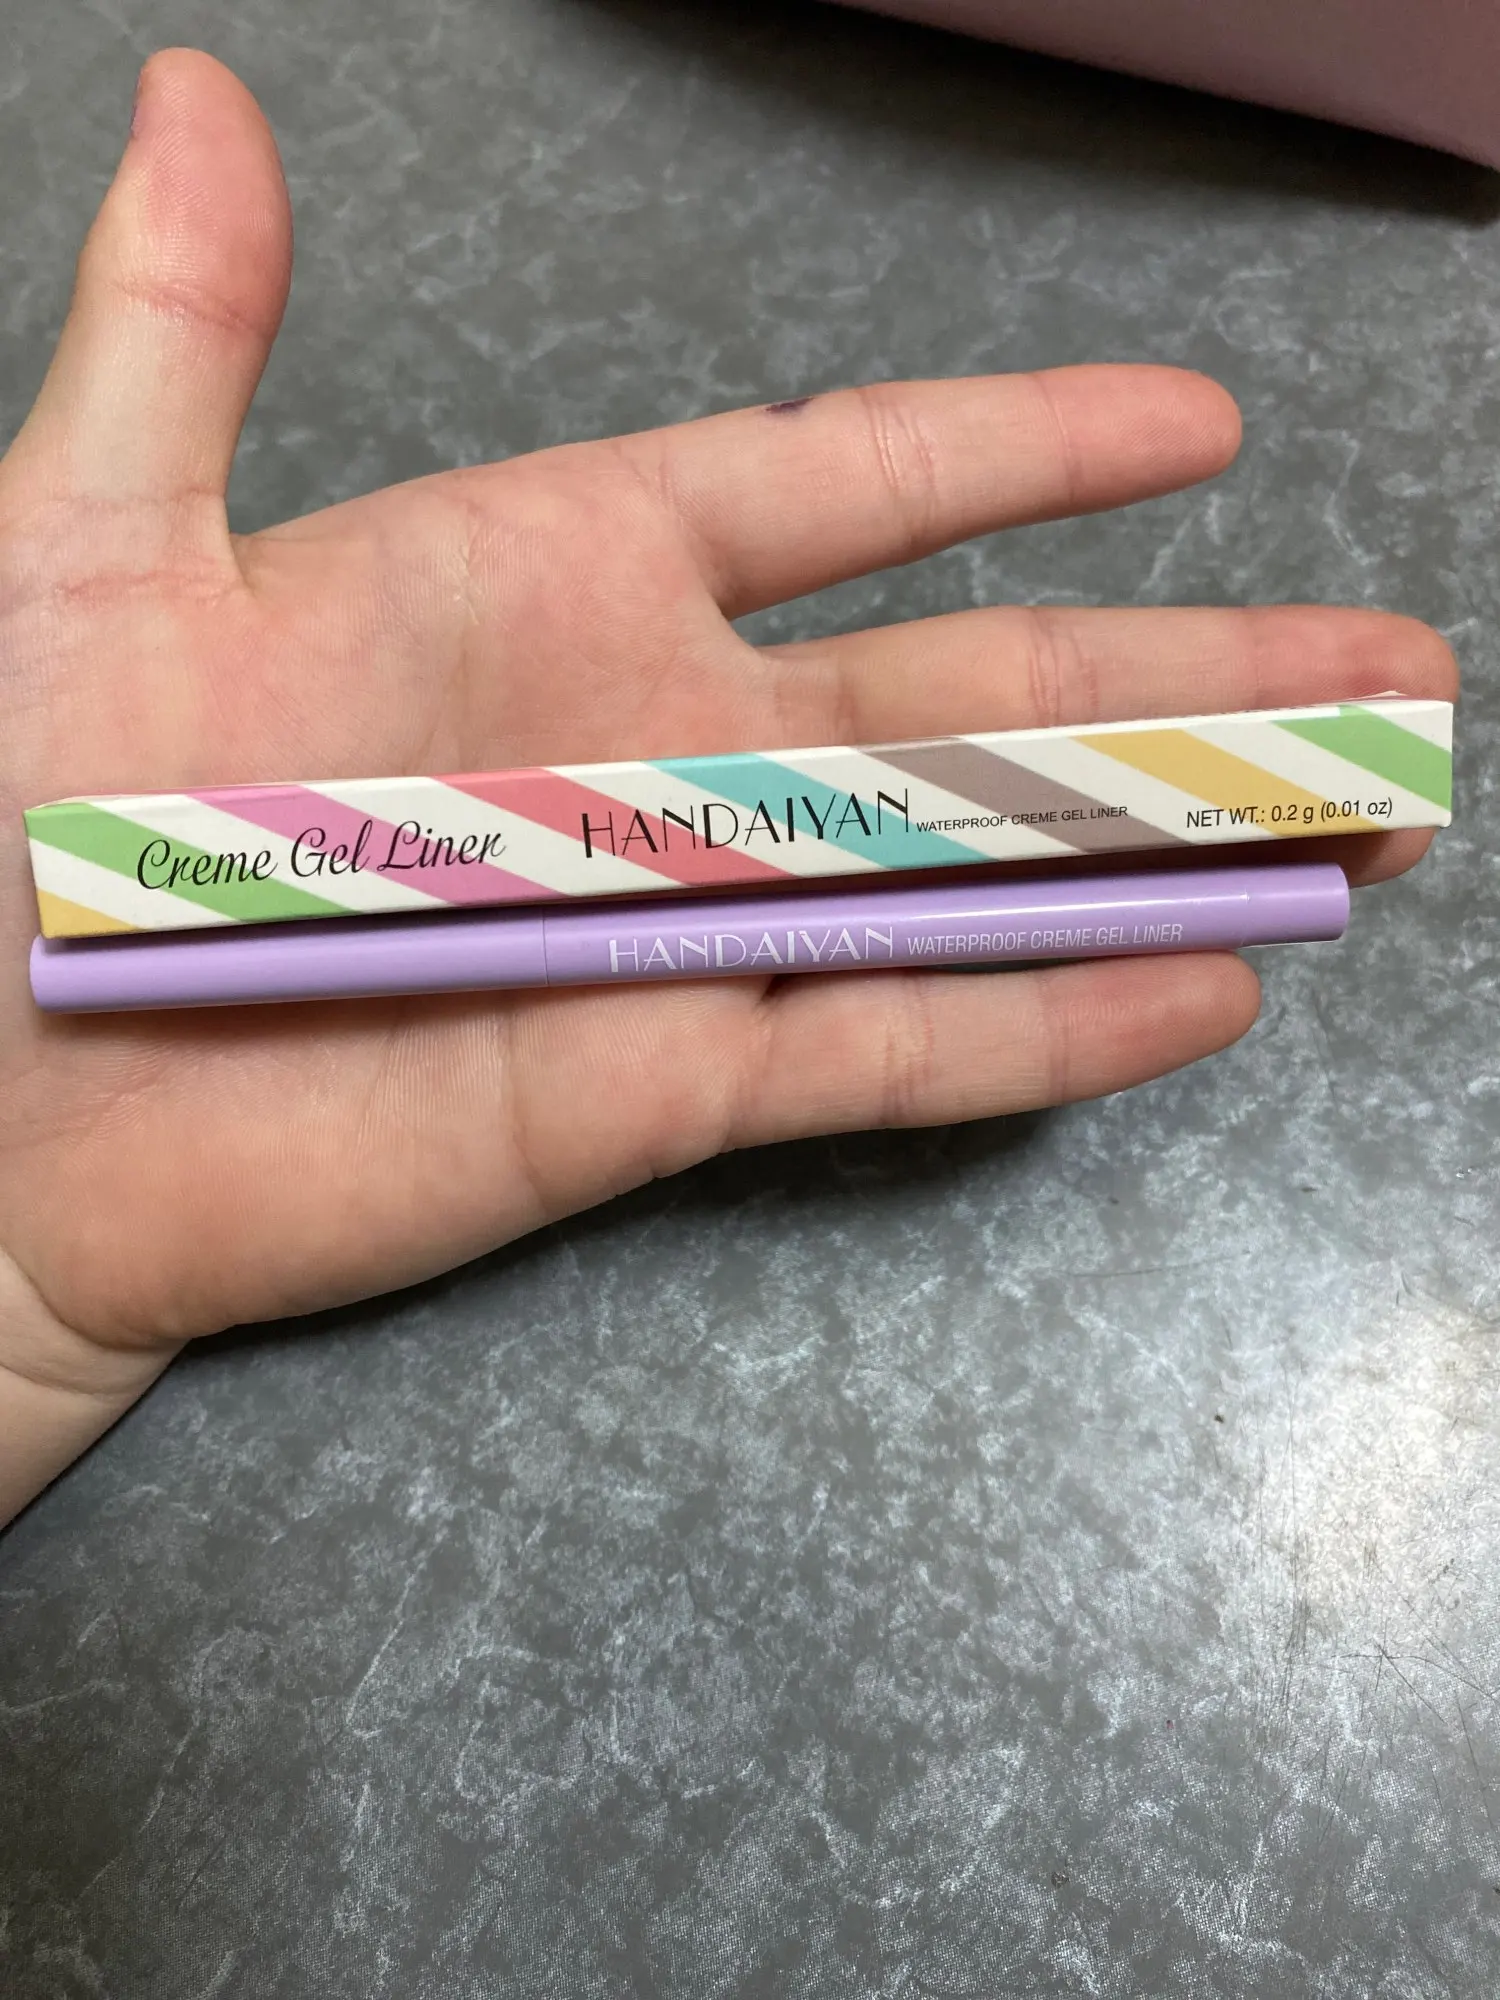 Creme Gel Liner HANDAIYAN WATERPROOF CREME GEL LINER NET WT.: 0.2 g (0.01 oz)
HANDAIYAN WATERPROOF CREME GEL LINER